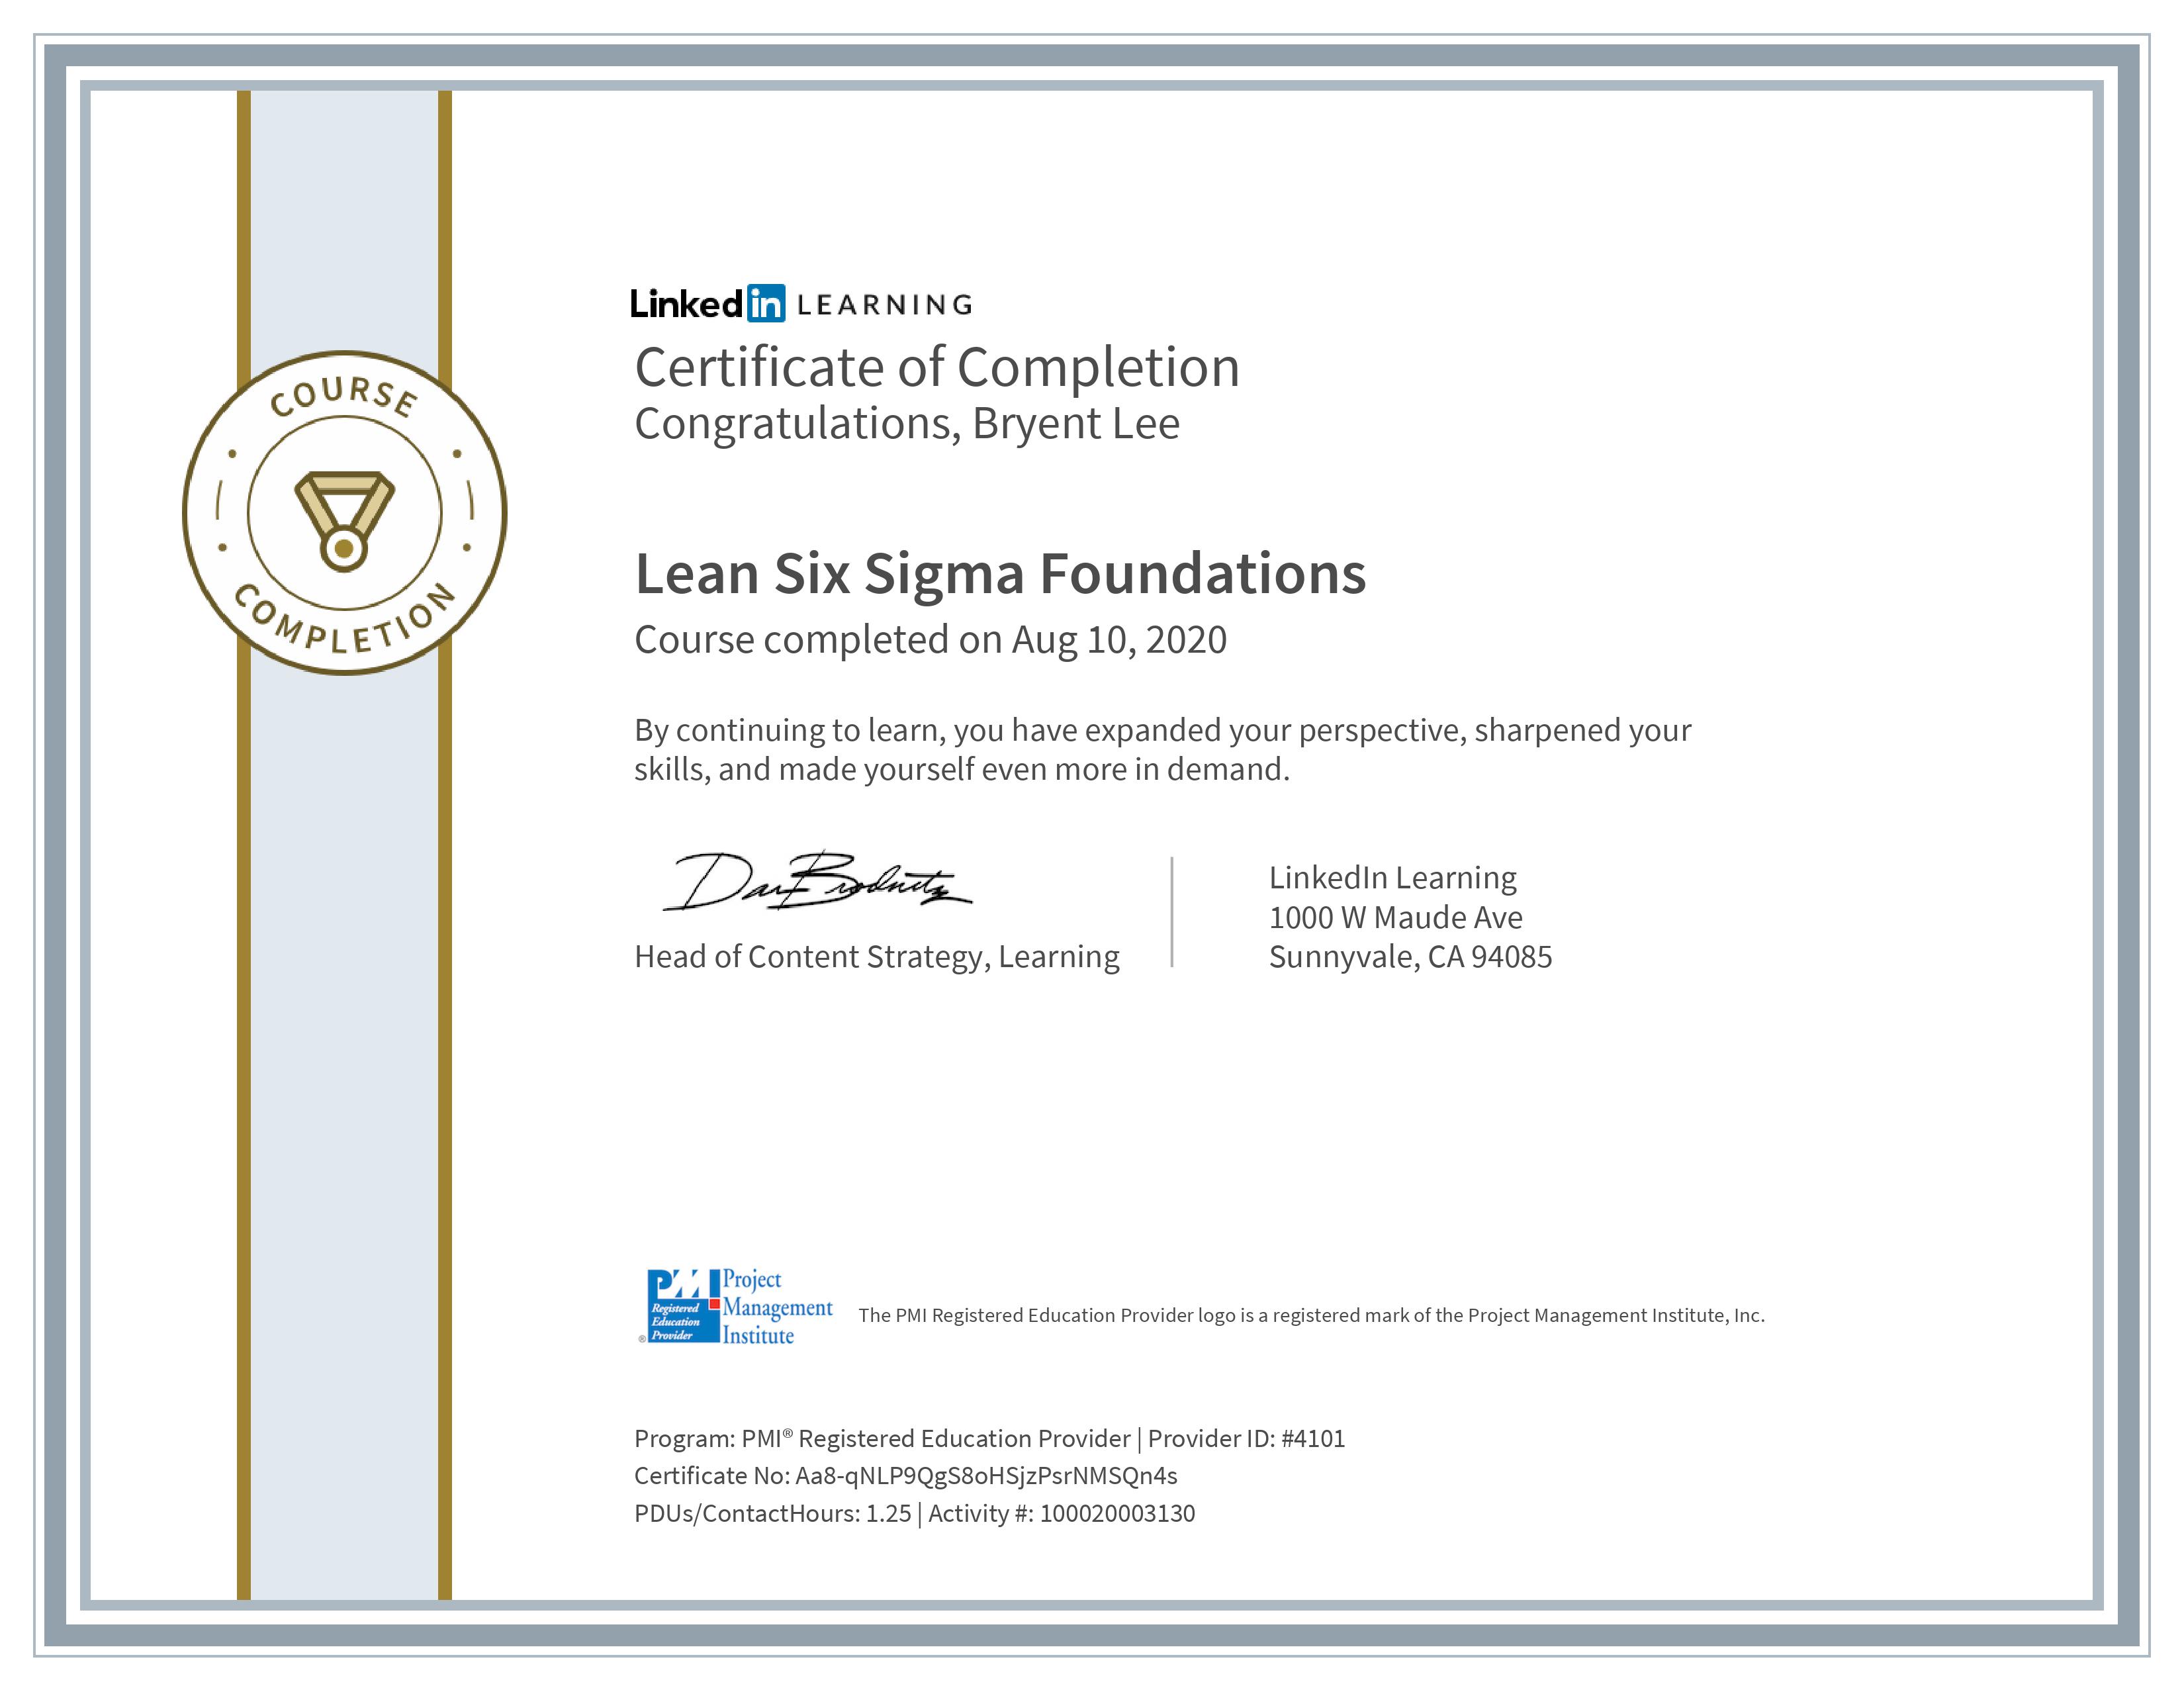 COURSE
COMPLETION
Linked in LEARNING
Certificate of Completion
Congratulations, Bryent Lee
Lean Six Sigma Foundations
Course completed on Aug 10, 2020
By continuing to learn, you have expanded your perspective, sharpened your
skills, and made yourself even more in demand.
Head of Content Strategy, Learning
LinkedIn Learning
1000 W Maude Ave
Sunnyvale, CA 94085
PMI
Registered
Education
® Provider
Project
Management
Institute
The PMI Registered Education Provider logo is a registered mark of the Project Management Institute, Inc.
Program: PMI® Registered Education Provider | Provider ID: #4101
Certificate No: Aa8-qNLP9QgS8oHSjzPsrNMSQn4s
PDUs/ContactHours: 1.25 | Activity #: 100020003130